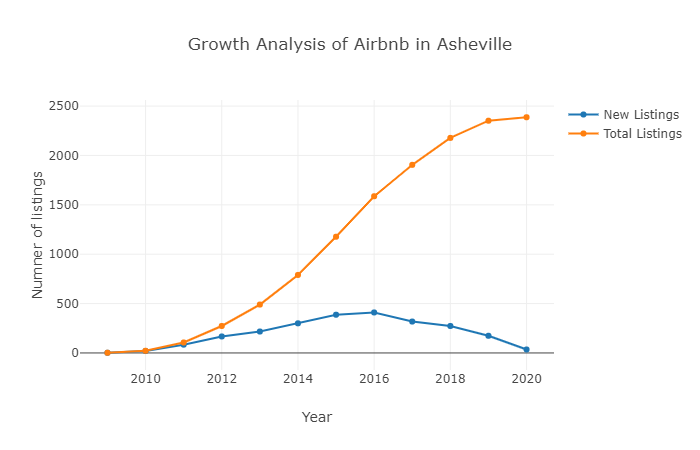 Growth Analysis of Airbnb in Asheville
2500
2000
1500
1000
500
0
Numner of listings
2010
2012
2014
2016
2018
2020
Year
New Listings
Total Listings